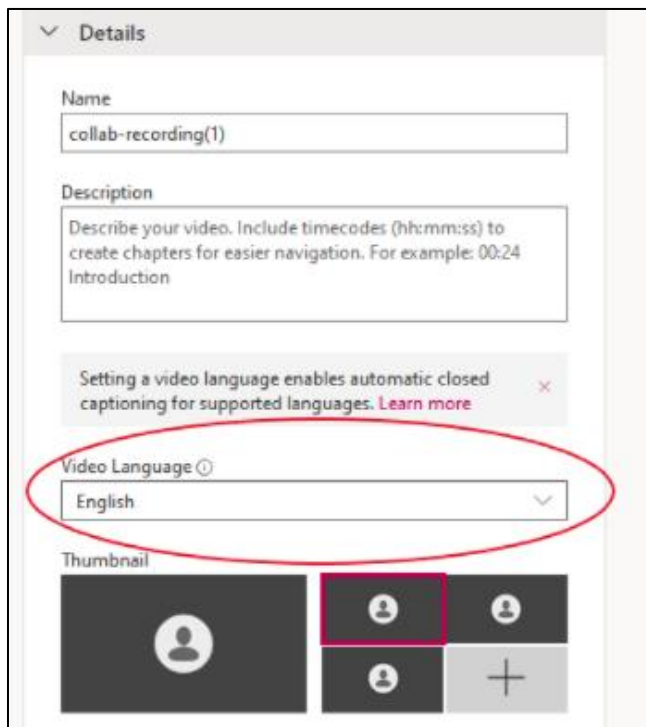 Details
Name
collab-recording(1)
Description
Describe your video. Include timecodes (hh:mm:ss) to
create chapters for easier navigation. For example: 00:24
Introduction
Setting a video language enables automatic closed
captioning for supported languages. Learn more
Video Language
English
Thumbnail